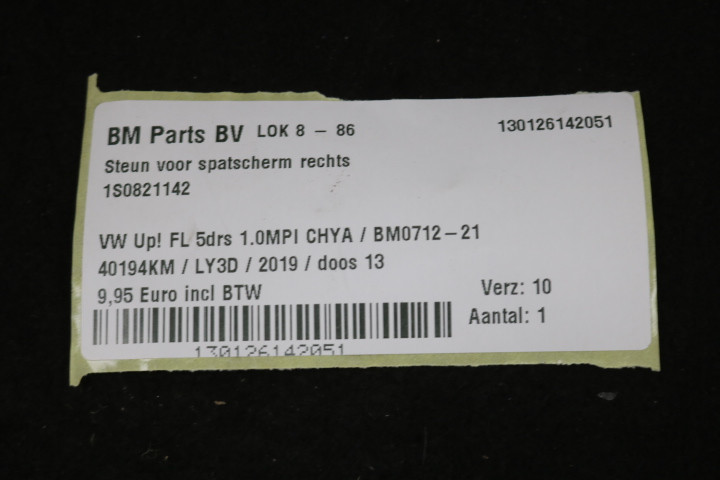 BM Parts BV LOK 8 - 86 130126142051
Steun voor spatscherm rechts
1S0821142
VW Up! FL 5drs 1.0MPI CHYA / BM0712-21
40194KM / LY3D / 2019 / doos 13
9,95 Euro incl BTW Verz: 10
Aantal: 1
130126142051